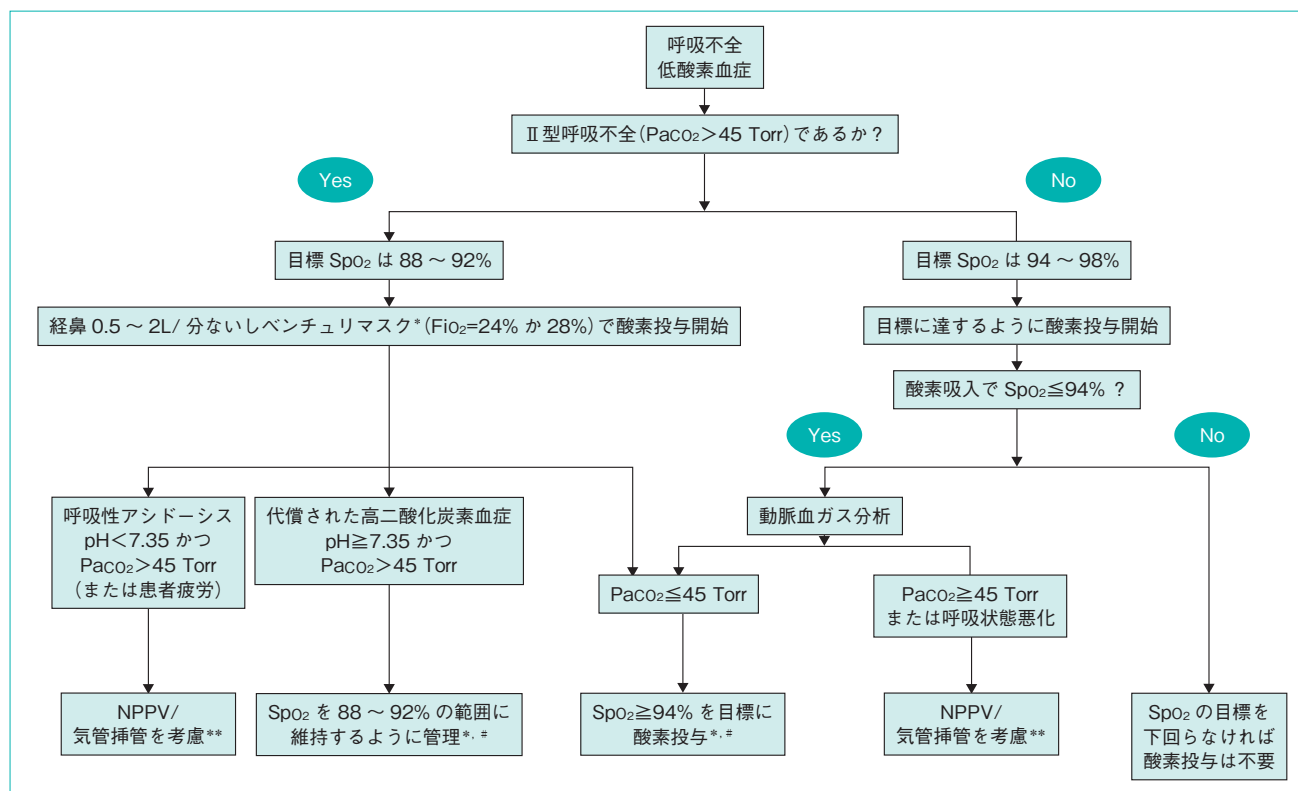 呼吸不全
低酸素血症
Ⅱ型呼吸不全(PaCO₂>45 Torr)であるか？
Yes
No
目標 SpO₂ は 88 ～ 92%
目標 SpO₂ は 94 ～ 98%
経鼻 0.5 ～ 2L/ 分ないしベンチュリマスク*(FiO₂=24% か 28%)で酸素投与開始
目標に達するように酸素投与開始
酸素吸入で SpO₂≦94% ？
Yes
No
呼吸性アシドーシス
pH<7.35 かつ
PaCO₂>45 Torr
(または患者疲労)
代償された高二酸化炭素血症
pH≧7.35 かつ
PaCO₂>45 Torr
動脈血ガス分析
PaCO₂≦45 Torr
PaCO₂≧45 Torr
または呼吸状態悪化
NPPV/
気管挿管を考慮**
SpO₂ を 88 ～ 92% の範囲に
維持するように管理*, #
SpO₂≧94% を目標に
酸素投与*, #
NPPV/
気管挿管を考慮**
SpO₂ の目標を
下回らなければ
酸素投与は不要